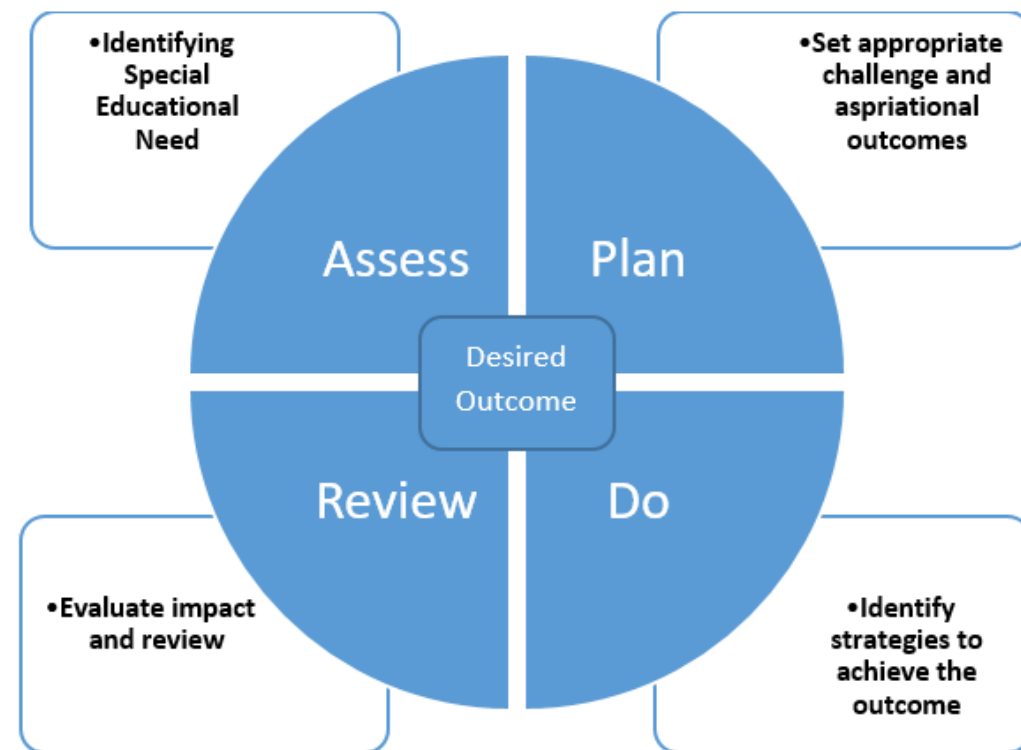 •Identifying
Special
Educational
Need
•Set appropriate
challenge and
aspriational
outcomes
Assess
Plan
Desired
Outcome
Review
Do
•Evaluate impact
and review
•Identify
strategies to
achieve the
outcome